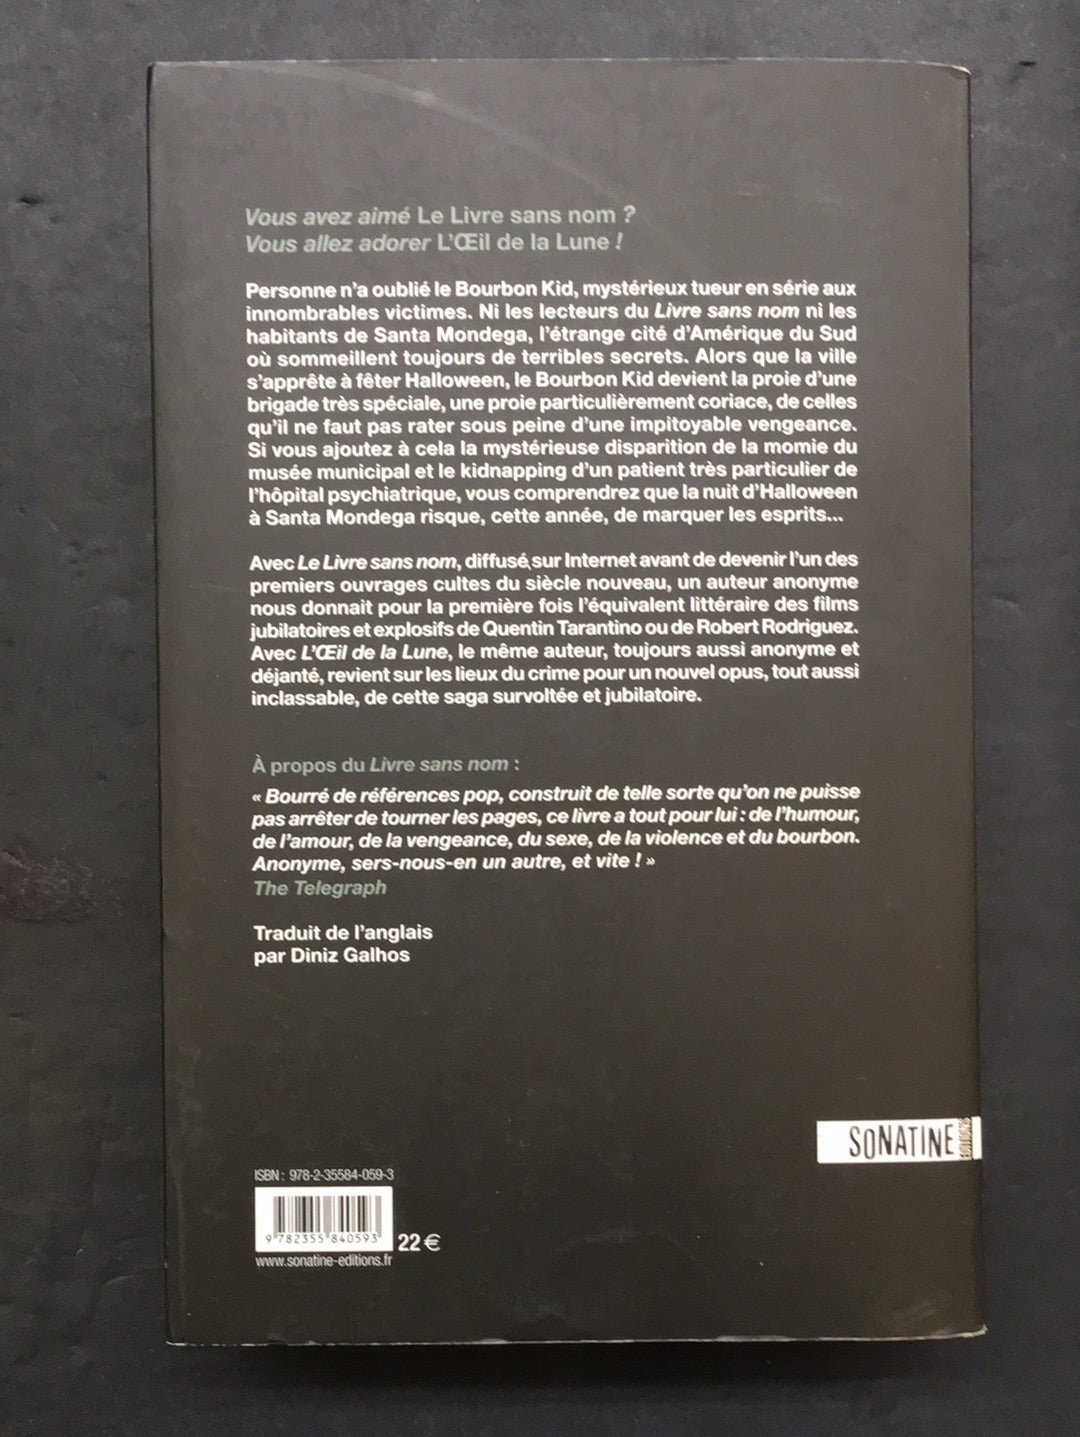 Vous avez aimé Le Livre sans nom ?
Vous allez adorer L'Œil de la Lune !
Personne n'a oublié le Bourbon Kid, mystérieux tueur en série aux
innombrables victimes. Ni les lecteurs du Livre sans nom ni les
habitants de Santa Mondega, l'étrange cité d'Amérique du Sud
où sommeillent toujours de terribles secrets. Alors que la ville
s'apprête à fêter Halloween, le Bourbon Kid devient la proie d'une
brigade très spéciale, une proie particulièrement coriace, de celles
qu'il ne faut pas rater sous peine d'une impitoyable vengeance.
Si vous ajoutez à cela la mystérieuse disparition de la momie du
musée municipal et le kidnapping d'un patient très particulier de
l'hôpital psychiatrique, vous comprendrez que la nuit d'Halloween
à Santa Mondega risque, cette année, de marquer les esprits...
Avec Le Livre sans nom, diffusé sur Internet avant de devenir l'un des
premiers ouvrages cultes du siècle nouveau, un auteur anonyme
nous donnait pour la première fois l'équivalent littéraire des films
jubilatoires et explosifs de Quentin Tarantino ou de Robert Rodriguez.
Avec L'Œil de la Lune, le même auteur, toujours aussi anonyme et
déjanté, revient sur les lieux du crime pour un nouvel opus, tout aussi
inclassable, de cette saga survoltée et jubilatoire.
À propos du Livre sans nom :
« Bourré de références pop, construit de telle sorte qu'on ne puisse
pas arrêter de tourner les pages, ce livre a tout pour lui : de l'humour,
de l'amour, de la vengeance, du sexe, de la violence et du bourbon.
Anonyme, sers-nous-en un autre, et vite ! »
The Telegraph
Traduit de l'anglais
par Diniz Galhos
SONATINE
EDITIONS
ISBN : 978-2-35584-059-3
9 782355 840593
22 €
www.sonatine-editions.fr